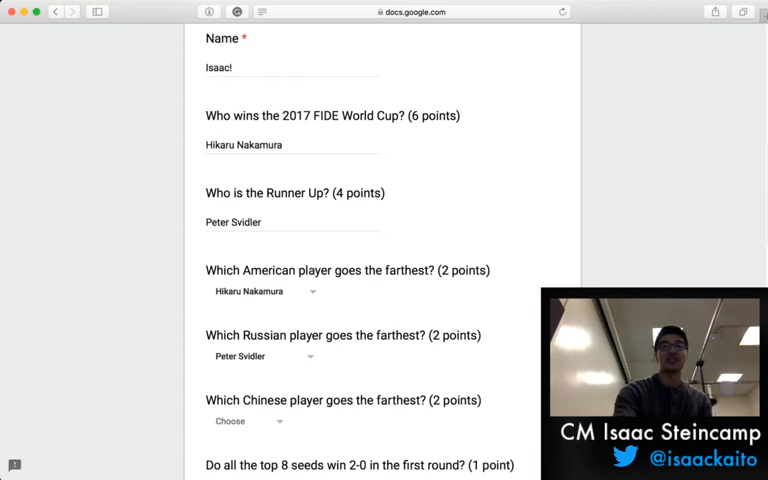 docs.google.com
Name *
Isaac!
Who wins the 2017 FIDE World Cup? (6 points)
Hikaru Nakamura
Who is the Runner Up? (4 points)
Peter Svidler
Which American player goes the farthest? (2 points)
Hikaru Nakamura
Which Russian player goes the farthest? (2 points)
Peter Svidler
Which Chinese player goes the farthest? (2 points)
Choose
Do all the top 8 seeds win 2-0 in the first round? (1 point)
CM Isaac Steincamp
@isaackaito